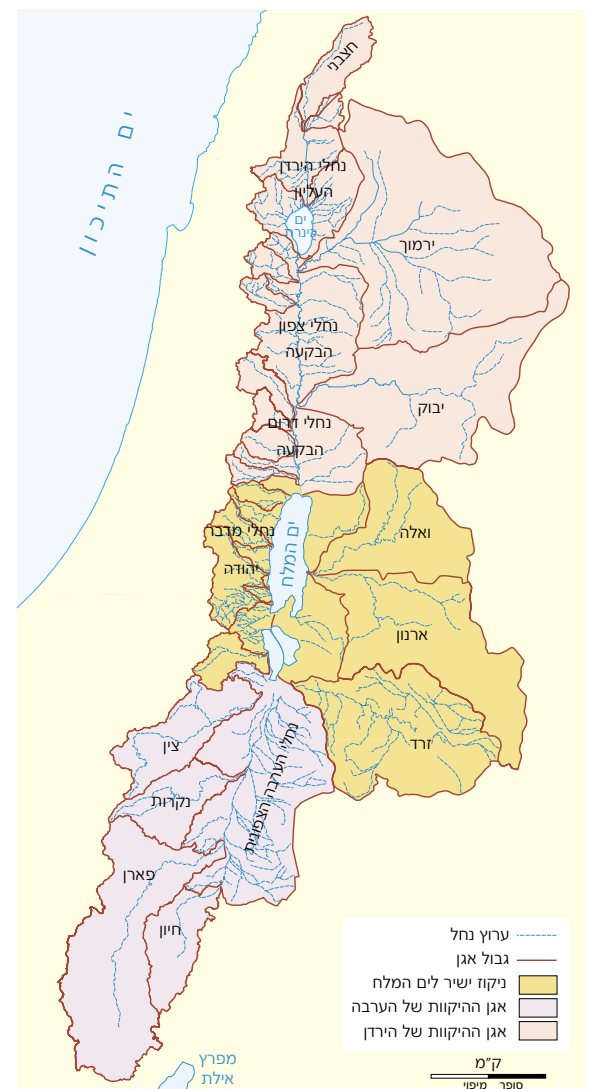 חצבני
ים התיכון
נחלי הירדן
העליון
ים
כינרת
ירמוך
נחלי צפון
הבקעה
יבוק
נחלי דרום
הבקעה
ואלה
נחלי מדבר
יהודה
ים המלח
ארנון
זרד
צין
נחלי הערבה הצפונית
נקרות
פארן
חיון
ערוץ נחל
גבול אגן
ניקוז ישיר לים המלח
אגן ההיקוות של הערבה
אגן ההיקוות של הירדן
מפרץ
אילת
ק״מ
סופר מיפוי